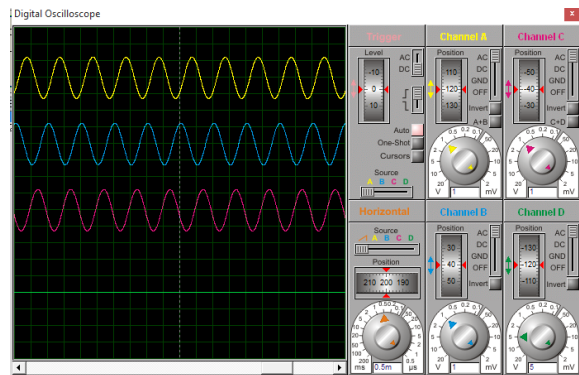 Digital Oscilloscope
Trigger
Level
AC
DC
-10
0
10
Auto
One-Shot
Cursors
Source
A B C D
Channel A
Position
AC
DC
GND
OFF
110
120
130
Invert
A+B
V 1 mV
Channel C
Position
AC
DC
GND
OFF
-50
-40
-30
Invert
C+D
V 1 mV
Horizontal
Source
A B C D
Position
210 200 190
ms 0.5m µs
Channel B
Position
AC
DC
GND
OFF
30
40
50
Invert
V 1 mV
Channel D
Position
AC
DC
GND
OFF
-130
-120
-110
Invert
V 5 mV